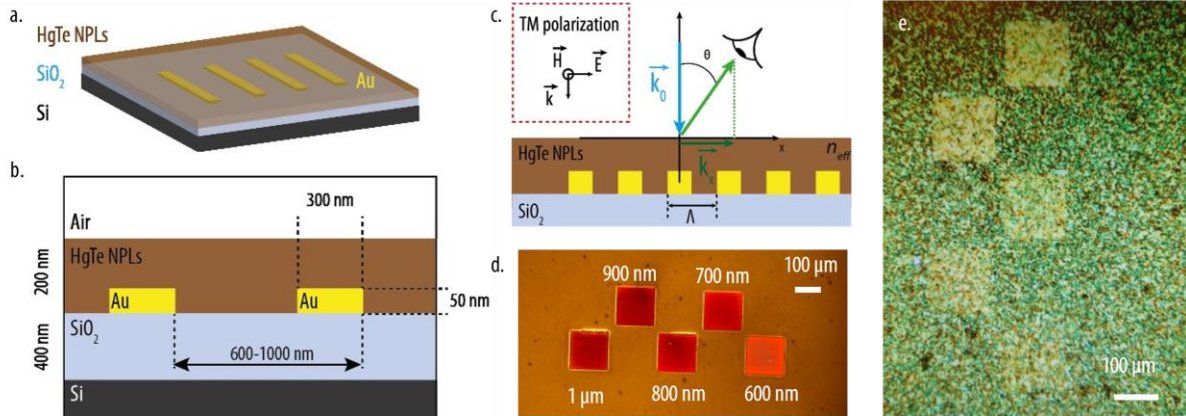 a.
HgTe NPLs
SiO₂
Si
Au
b.
300 nm
Air
HgTe NPLs
Au
Au
50 nm
SiO₂
600-1000 nm
Si
200 nm
400 nm
c.
TM polarization
H
E
k
k₀
θ
x
HgTe NPLs
n_eff
k_x
SiO₂
Λ
d.
900 nm
700 nm
100 µm
1 µm
800 nm
600 nm
e.
100 µm